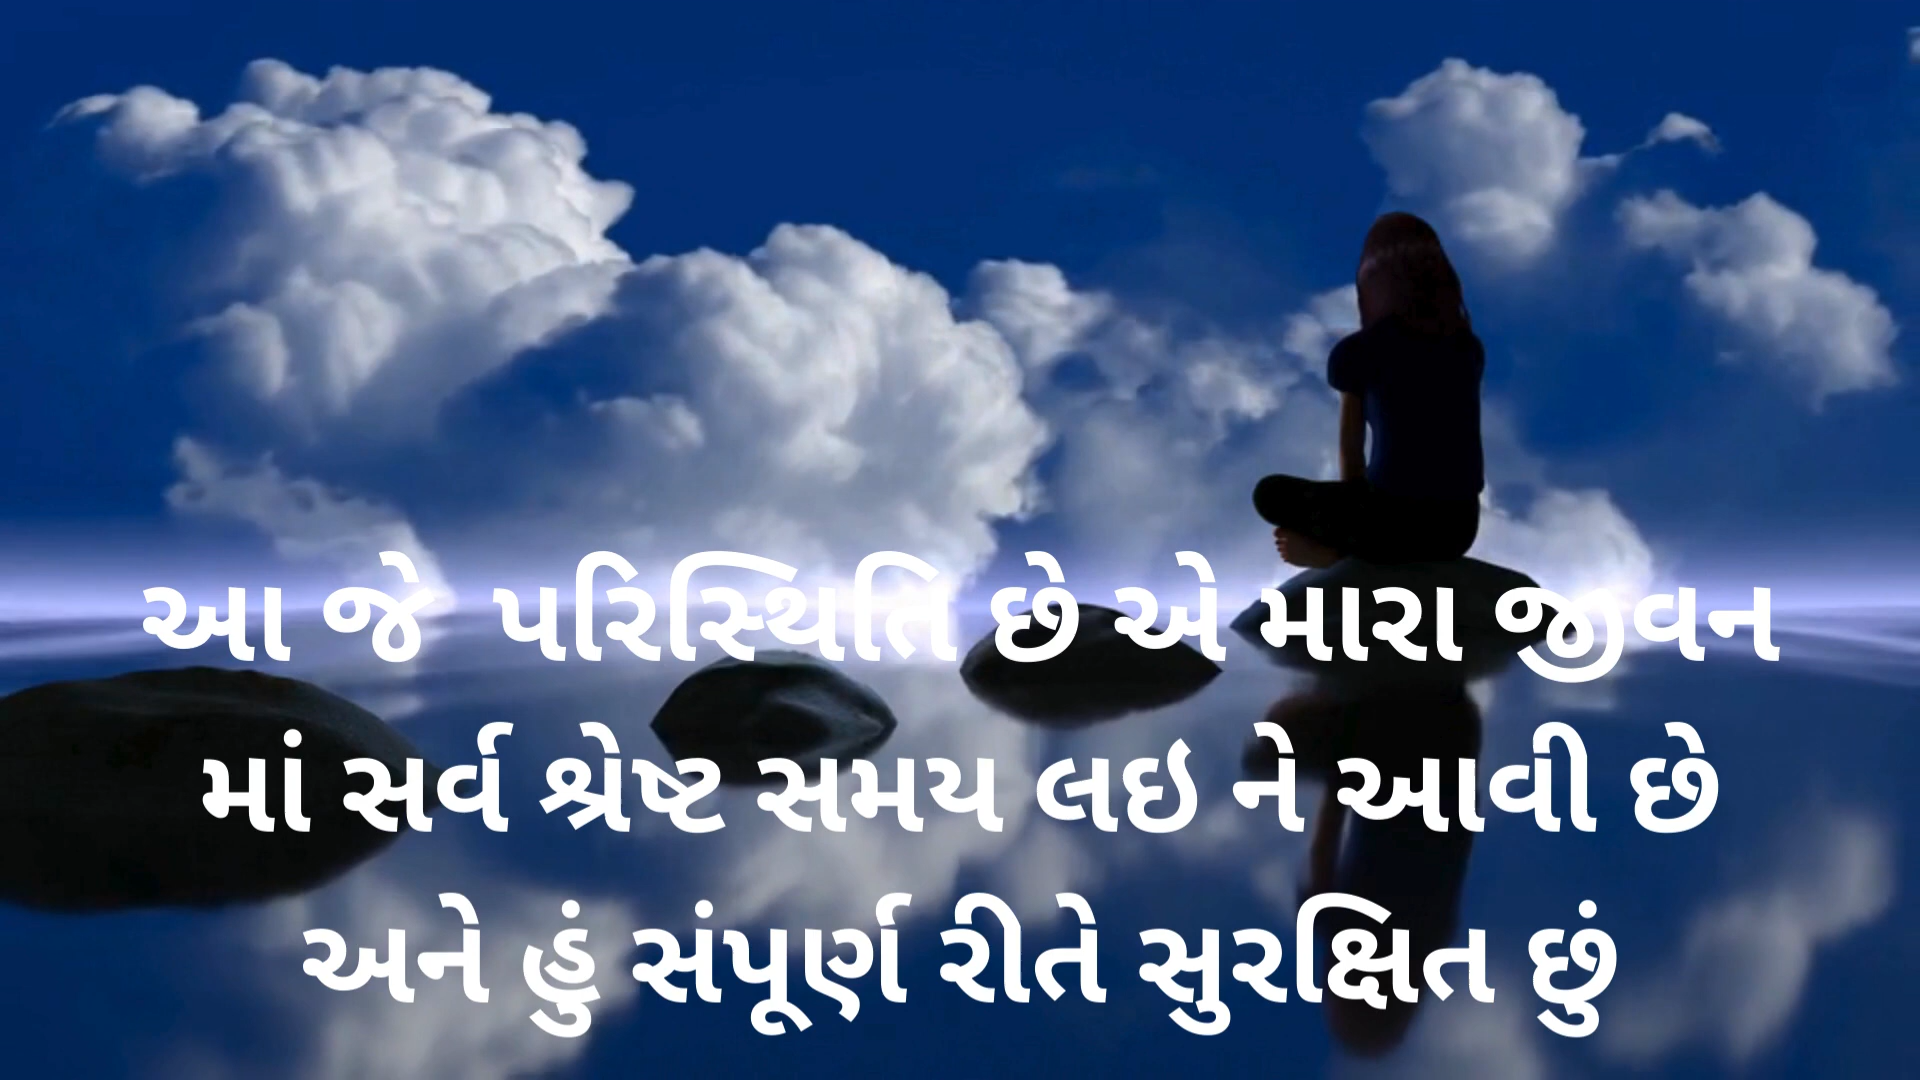 આ જે પરિસ્થિતિ છે એ મારા જીવન
માં સર્વ શ્રેષ્ટ સમય લઇ ને આવી છે
અને હું સંપૂર્ણ રીતે સુરક્ષિત છું